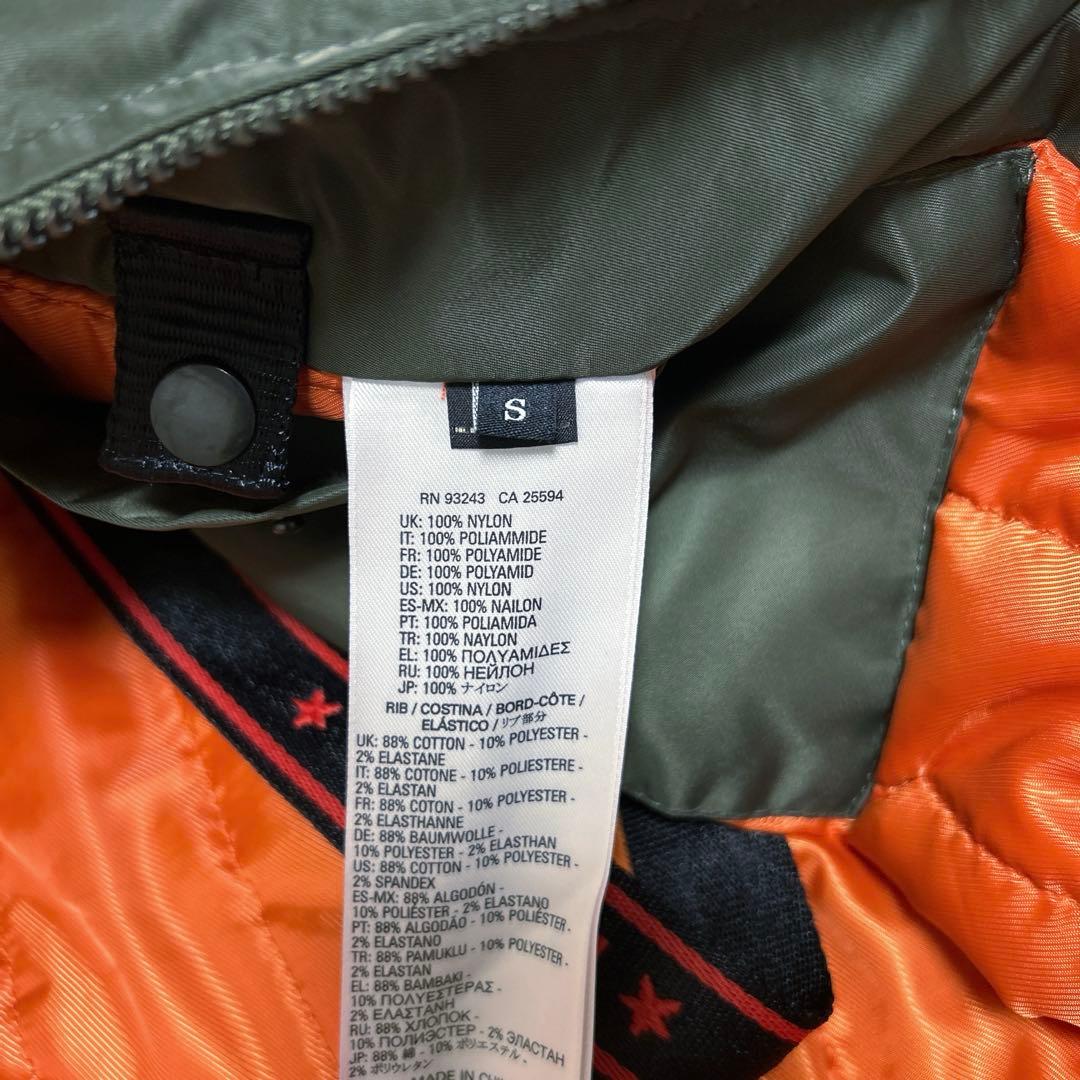 S
RN 93243 CA 25594
UK: 100% NYLON
IT: 100% POLIAMMIDE
FR: 100% POLYAMIDE
DE: 100% POLYAMID
US: 100% NYLON
ES-MX: 100% NAILON
PT: 100% POLIAMIDA
TR: 100% NAYLON
EL: 100% ΠΟΛΥΑΜΙΔΕΣ
RU: 100% НЕЙЛОН
JP: 100% ナイロン
RIB / COSTINA / BORD-CÔTE /
ELÁSTICO / リブ部分
UK: 88% COTTON - 10% POLYESTER -
2% ELASTANE
IT: 88% COTONE - 10% POLIESTERE -
2% ELASTAN
FR: 88% COTON - 10% POLYESTER -
2% ELASTHANNE
DE: 88% BAUMWOLLE -
10% POLYESTER - 2% ELASTHAN
US: 88% COTTON - 10% POLYESTER -
2% SPANDEX
ES-MX: 88% ALGODÓN -
10% POLIÉSTER - 2% ELASTANO
PT: 88% ALGODÃO - 10% POLIÉSTER -
2% ELASTANO
TR: 88% PAMUKLU - 10% POLYESTER -
2% ELASTAN
EL: 88% ΒΑΜΒΑΚΙ -
10% ΠΟΛΥΕΣΤΕΡΑΣ -
2% ΕΛΑΣΤΑΝΗ
RU: 88% ХЛОПОК -
10% ПОЛИЭСТЕР - 2% ЭЛАСТАН
JP: 88% 綿 - 10% ポリエステル -
2% ポリウレタン
MADE IN